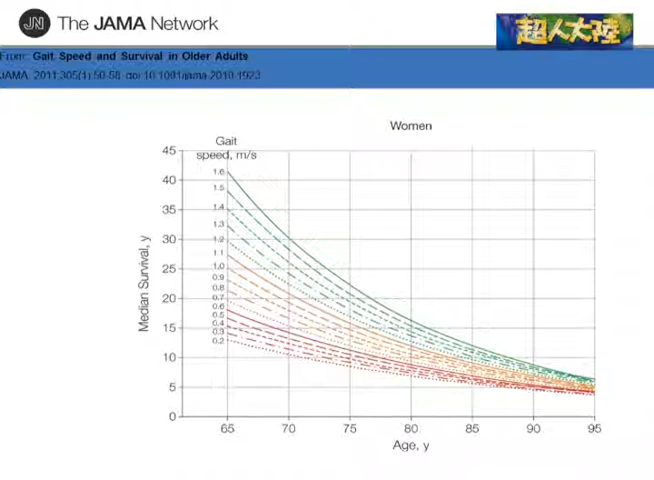 JN The JAMA Network
超人大陸
From: Gait Speed and Survival in Older Adults
JAMA. 2011;305(1):50-58. doi:10.1001/jama.2010.1923
Women
Gait
speed, m/s
1.6
1.5
1.4
1.3
1.2
1.1
1.0
0.9
0.8
0.7
0.6
0.5
0.4
0.3
0.2
Median Survival, y
45
40
35
30
25
20
15
10
5
0
65 70 75 80 85 90 95
Age, y